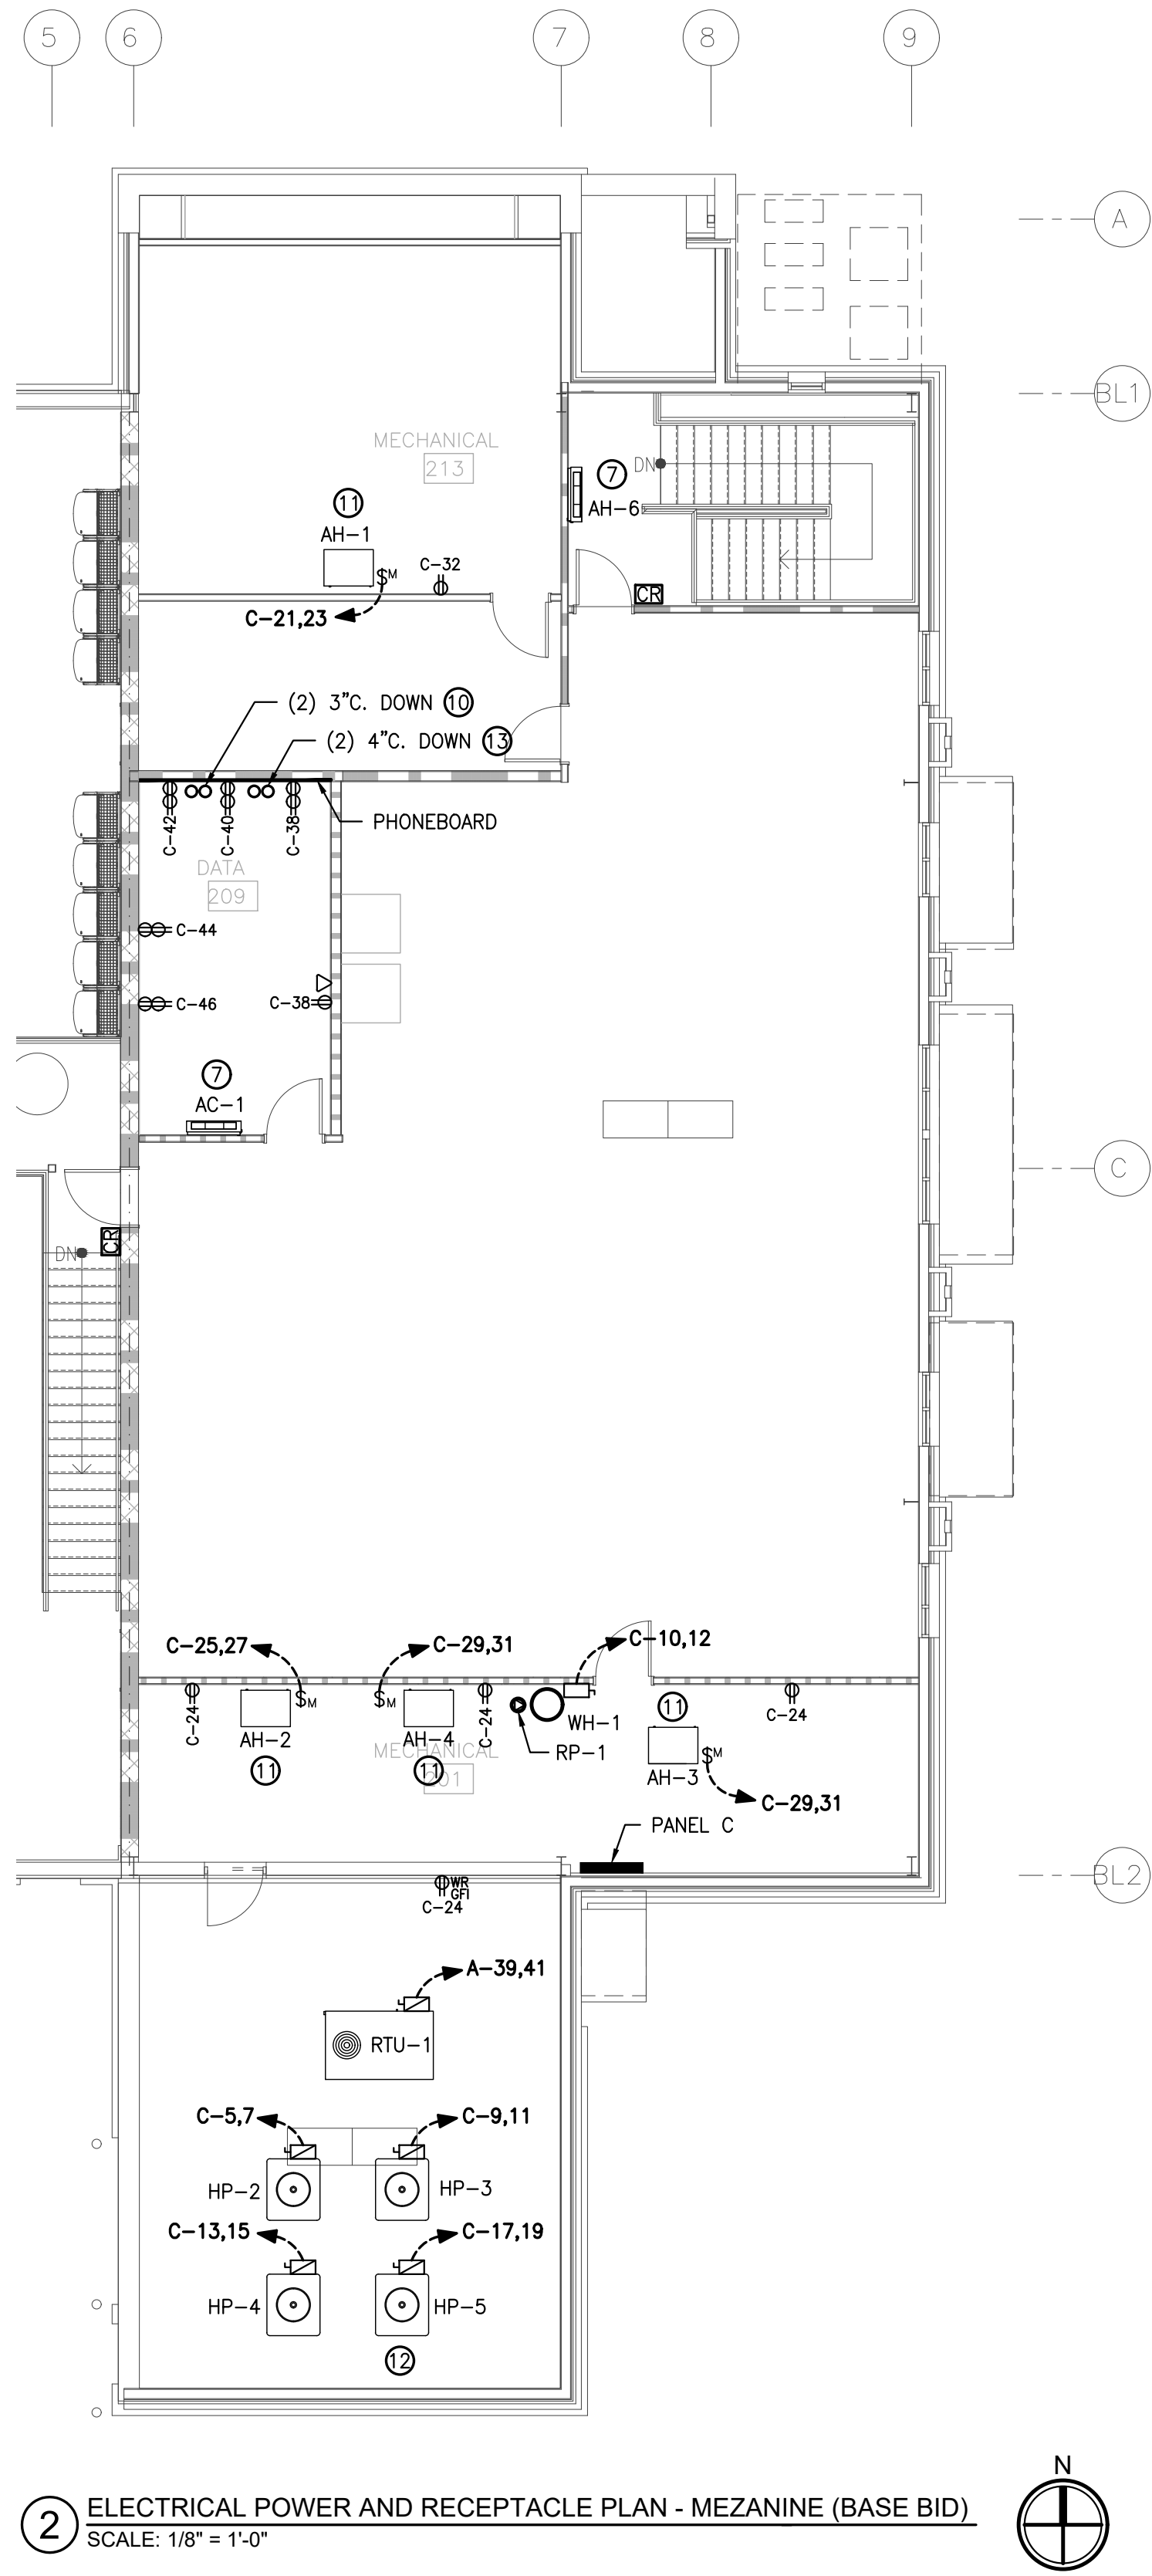 5 6 7 8 9
A
BL1
MECHANICAL
213
DN
7
AH-6
11
AH-1
$M
C-32
C-21,23
CR
(2) 3"C. DOWN 10
(2) 4"C. DOWN 13
PHONEBOARD
C-42
C-40
C-38
DATA
209
C-44
C-46
C-38
7
AC-1
C
CR
DN
C-25,27
C-29,31
C-10,12
$M
$M
C-24
AH-2
11
AH-4
11
C-24
MECHANICAL
201
WH-1
RP-1
11
AH-3
$M
C-24
C-29,31
PANEL C
BL2
WR
GFI
C-24
A-39,41
RTU-1
C-5,7
C-9,11
HP-2
HP-3
C-13,15
C-17,19
HP-4
HP-5
12
N
2
ELECTRICAL POWER AND RECEPTACLE PLAN - MEZANINE (BASE BID)
SCALE: 1/8" = 1'-0"